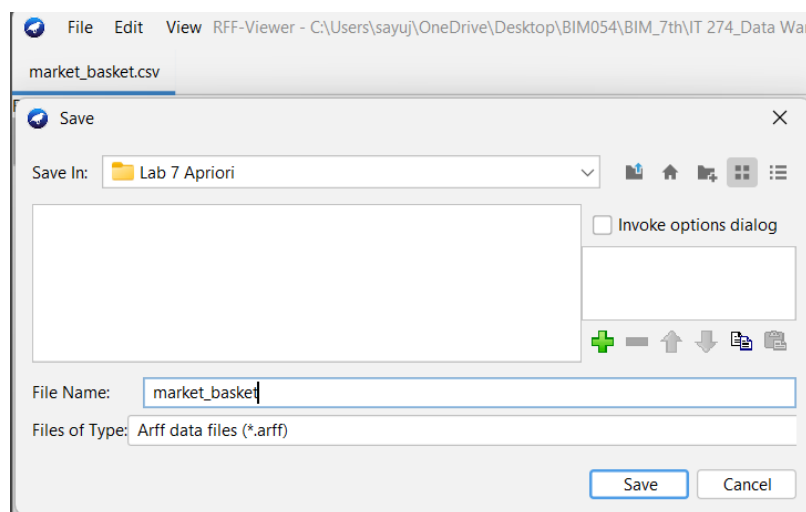 File Edit View RFF-Viewer - C:\Users\sayuj\OneDrive\Desktop\BIM054\BIM_7th\IT 274_Data Wa
market_basket.csv
Save
Save In: Lab 7 Apriori
Invoke options dialog
File Name: market_basket
Files of Type: Arff data files (*.arff)
Save Cancel